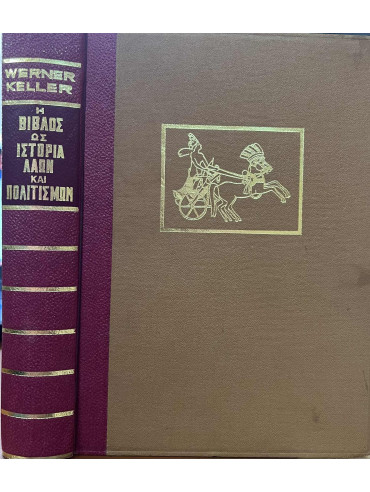 WERNER
KELLER
Η
ΒΙΒΛΟΣ
ΩΣ
ΙΣΤΟΡΙΑ
ΛΑΩΝ
ΚΑΙ
ΠΟΛΙΤΙΣΜΩΝ